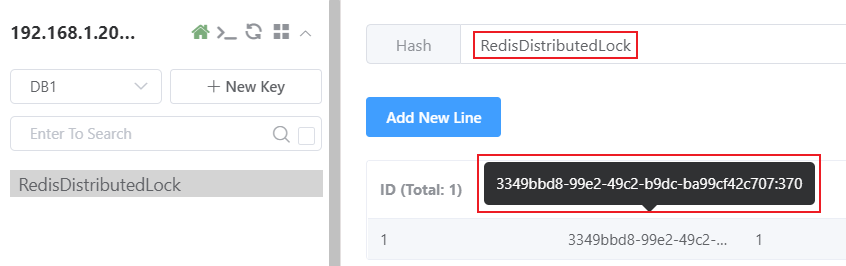 192.168.1.20...
DB1
+ New Key
Enter To Search
RedisDistributedLock
Hash
RedisDistributedLock
Add New Line
ID (Total: 1)
3349bbd8-99e2-49c2-b9dc-ba99cf42c707:370
1
3349bbd8-99e2-49c2-...
1